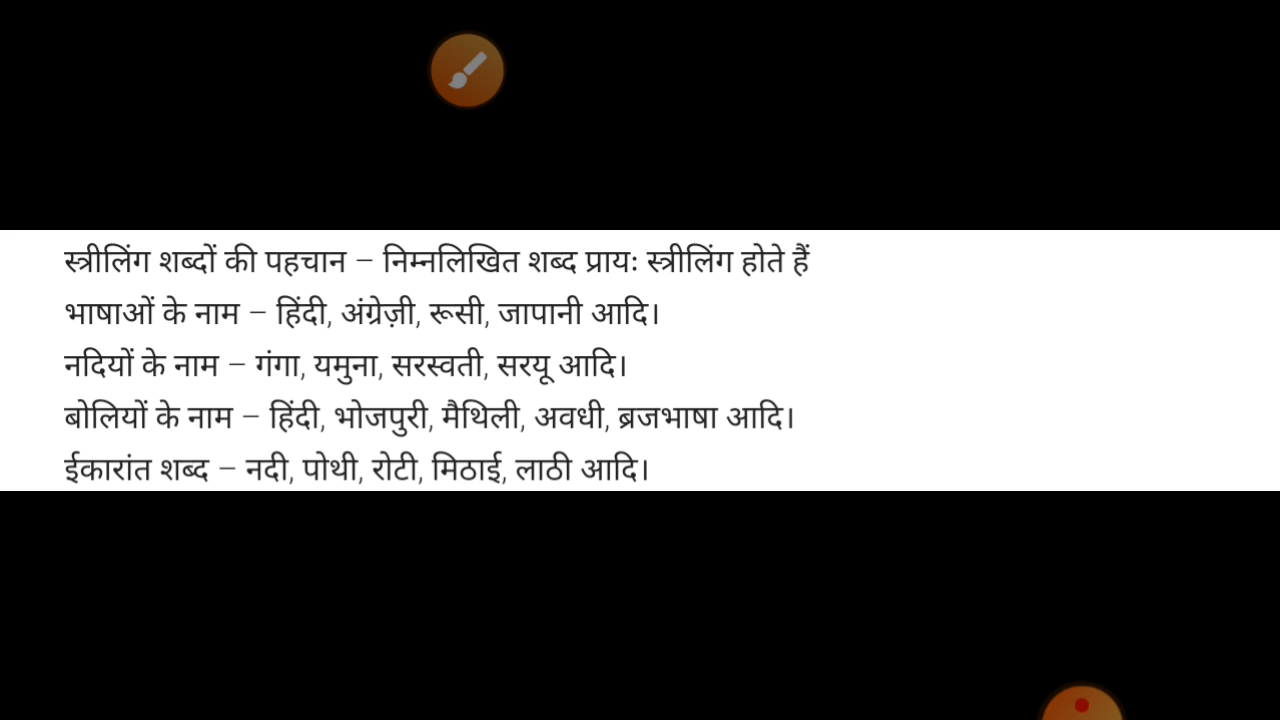 स्त्रीलिंग शब्दों की पहचान – निम्नलिखित शब्द प्रायः स्त्रीलिंग होते हैं
भाषाओं के नाम – हिंदी, अंग्रेज़ी, रूसी, जापानी आदि।
नदियों के नाम – गंगा, यमुना, सरस्वती, सरयू आदि।
बोलियों के नाम – हिंदी, भोजपुरी, मैथिली, अवधी, ब्रजभाषा आदि।
ईकारांत शब्द – नदी, पोथी, रोटी, मिठाई, लाठी आदि।